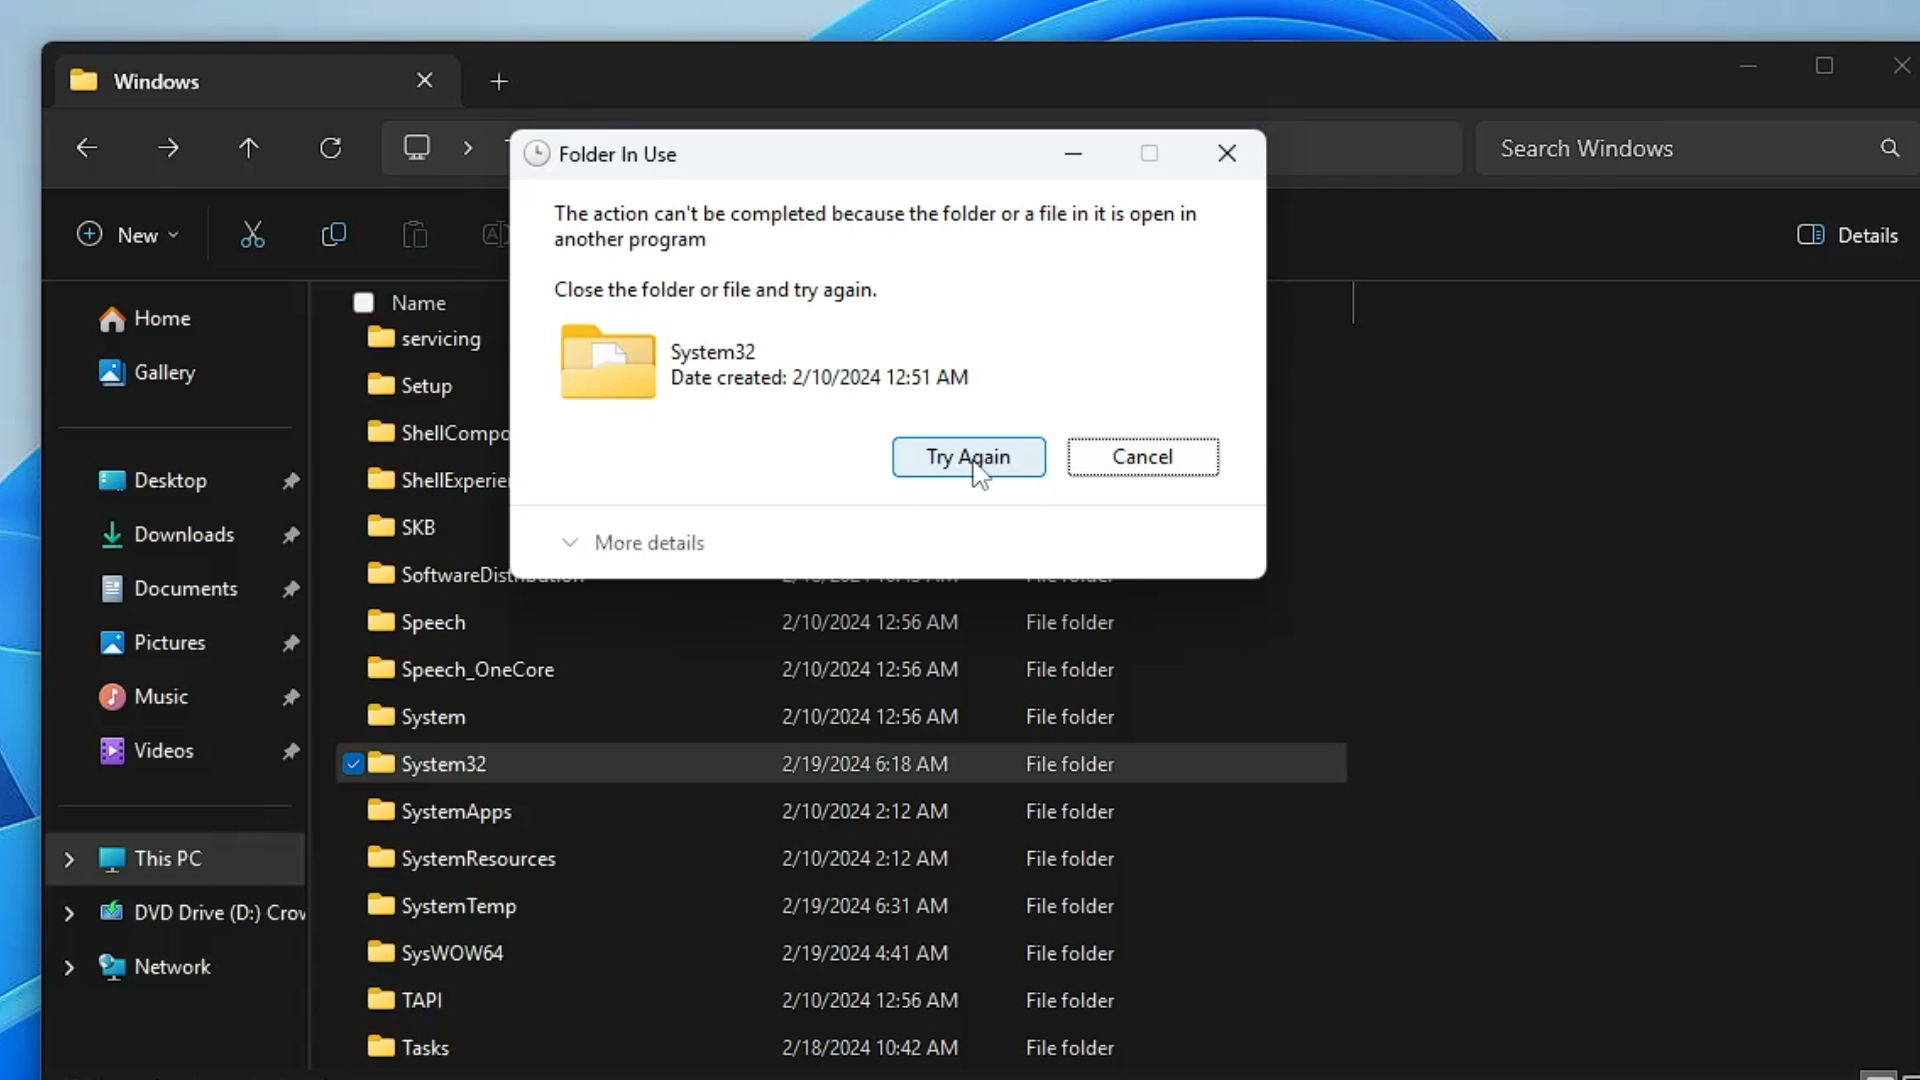 Windows
Search Windows
Folder In Use
The action can't be completed because the folder or a file in it is open in
another program
Close the folder or file and try again.
System32
Date created: 2/10/2024 12:51 AM
Try Again
Cancel
More details
New
Details
Home
Gallery
Desktop
Downloads
Documents
Pictures
Music
Videos
This PC
DVD Drive (D:) Crow
Network
Name
servicing
Setup
ShellCompo
ShellExperie
SKB
SoftwareDistribution
Speech 2/10/2024 12:56 AM File folder
Speech_OneCore 2/10/2024 12:56 AM File folder
System 2/10/2024 12:56 AM File folder
System32 2/19/2024 6:18 AM File folder
SystemApps 2/10/2024 2:12 AM File folder
SystemResources 2/10/2024 2:12 AM File folder
SystemTemp 2/19/2024 6:31 AM File folder
SysWOW64 2/19/2024 4:41 AM File folder
TAPI 2/10/2024 12:56 AM File folder
Tasks 2/18/2024 10:42 AM File folder